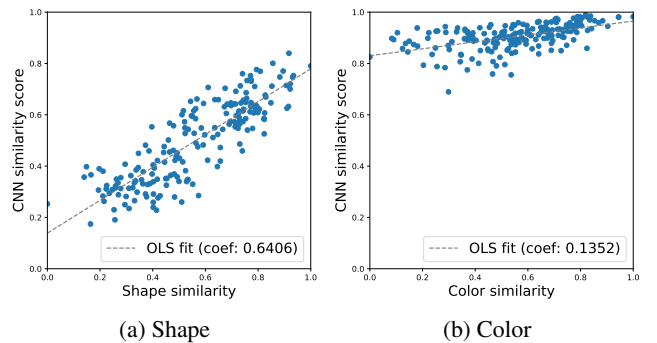 1.0
0.8
0.6
0.4
0.2
0.0
CNN similarity score
0.0 0.2 0.4 0.6 0.8 1.0
Shape similarity
OLS fit (coef: 0.6406)
(a) Shape
1.0
0.8
0.6
0.4
0.2
0.0
CNN similarity score
0.0 0.2 0.4 0.6 0.8 1.0
Color similarity
OLS fit (coef: 0.1352)
(b) Color